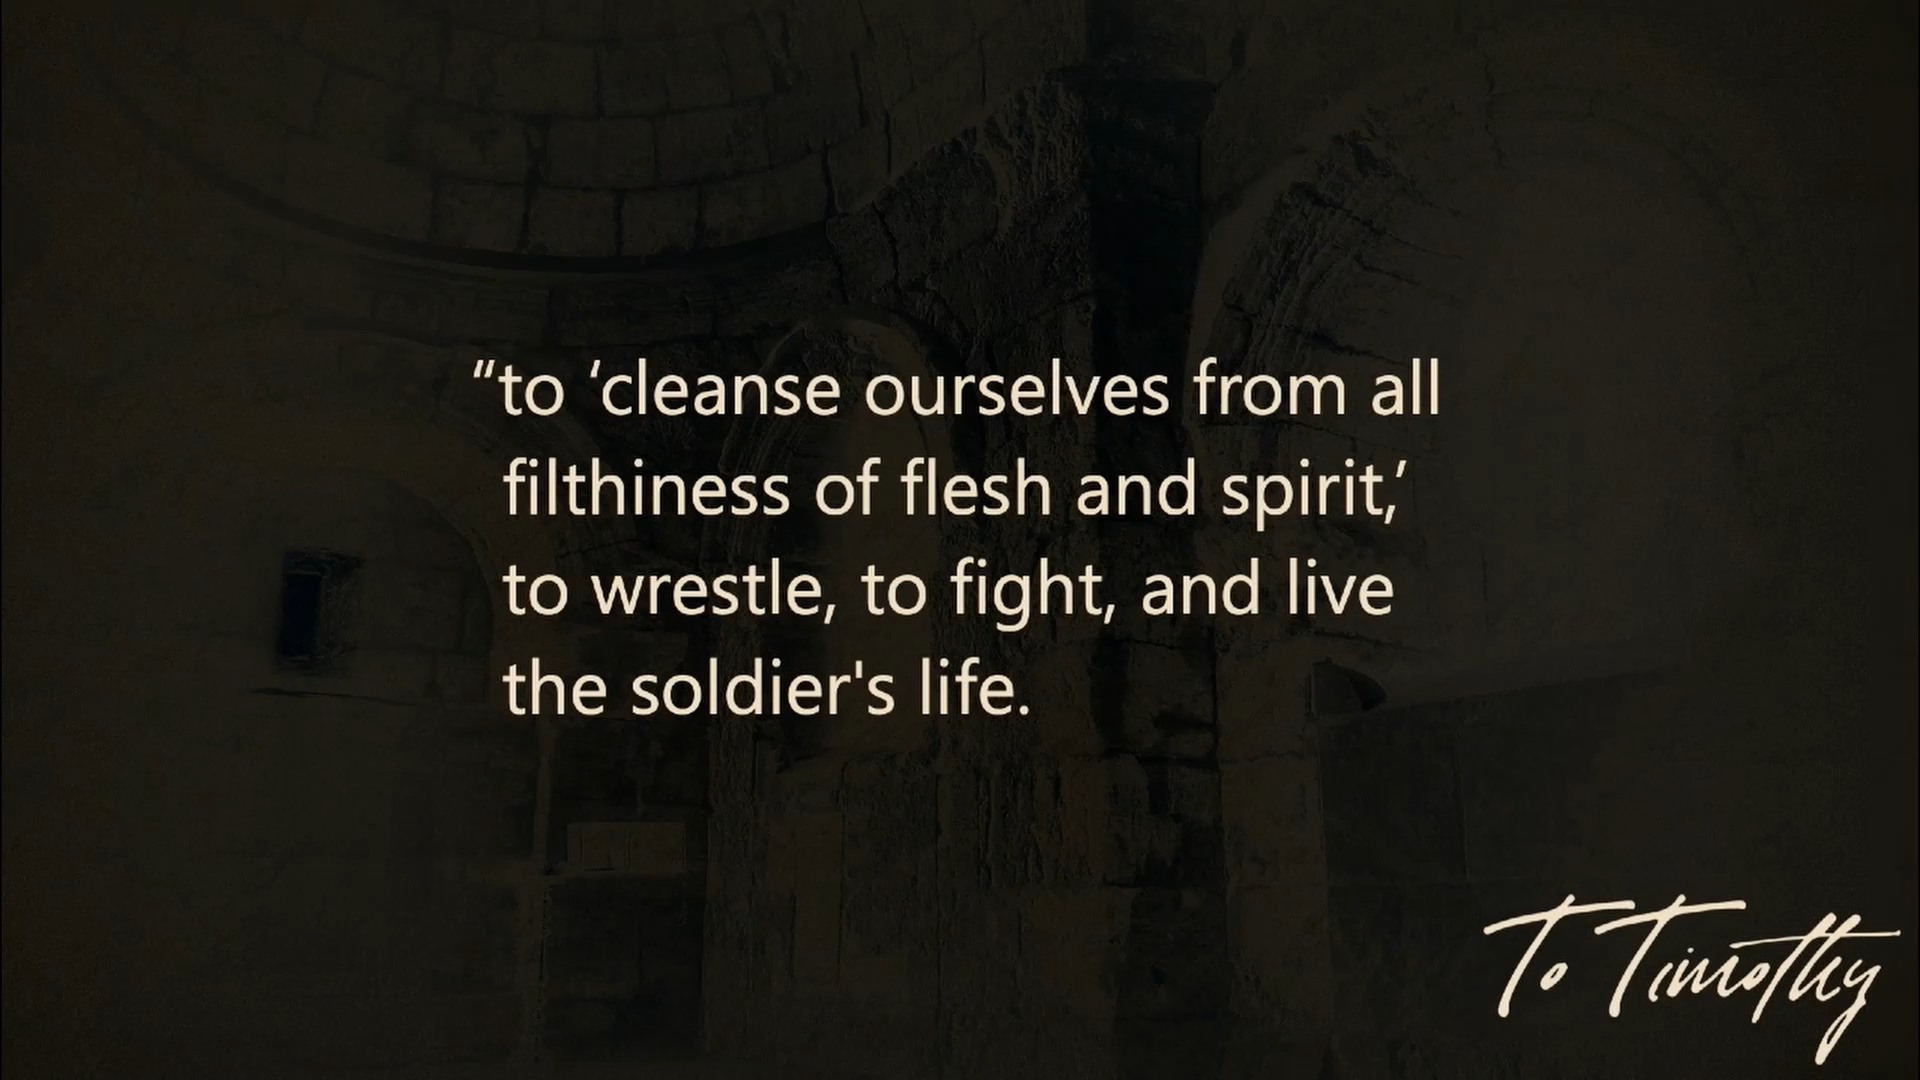 “to ‘cleanse ourselves from all
filthiness of flesh and spirit,’
to wrestle, to fight, and live
the soldier's life.
To Timothy